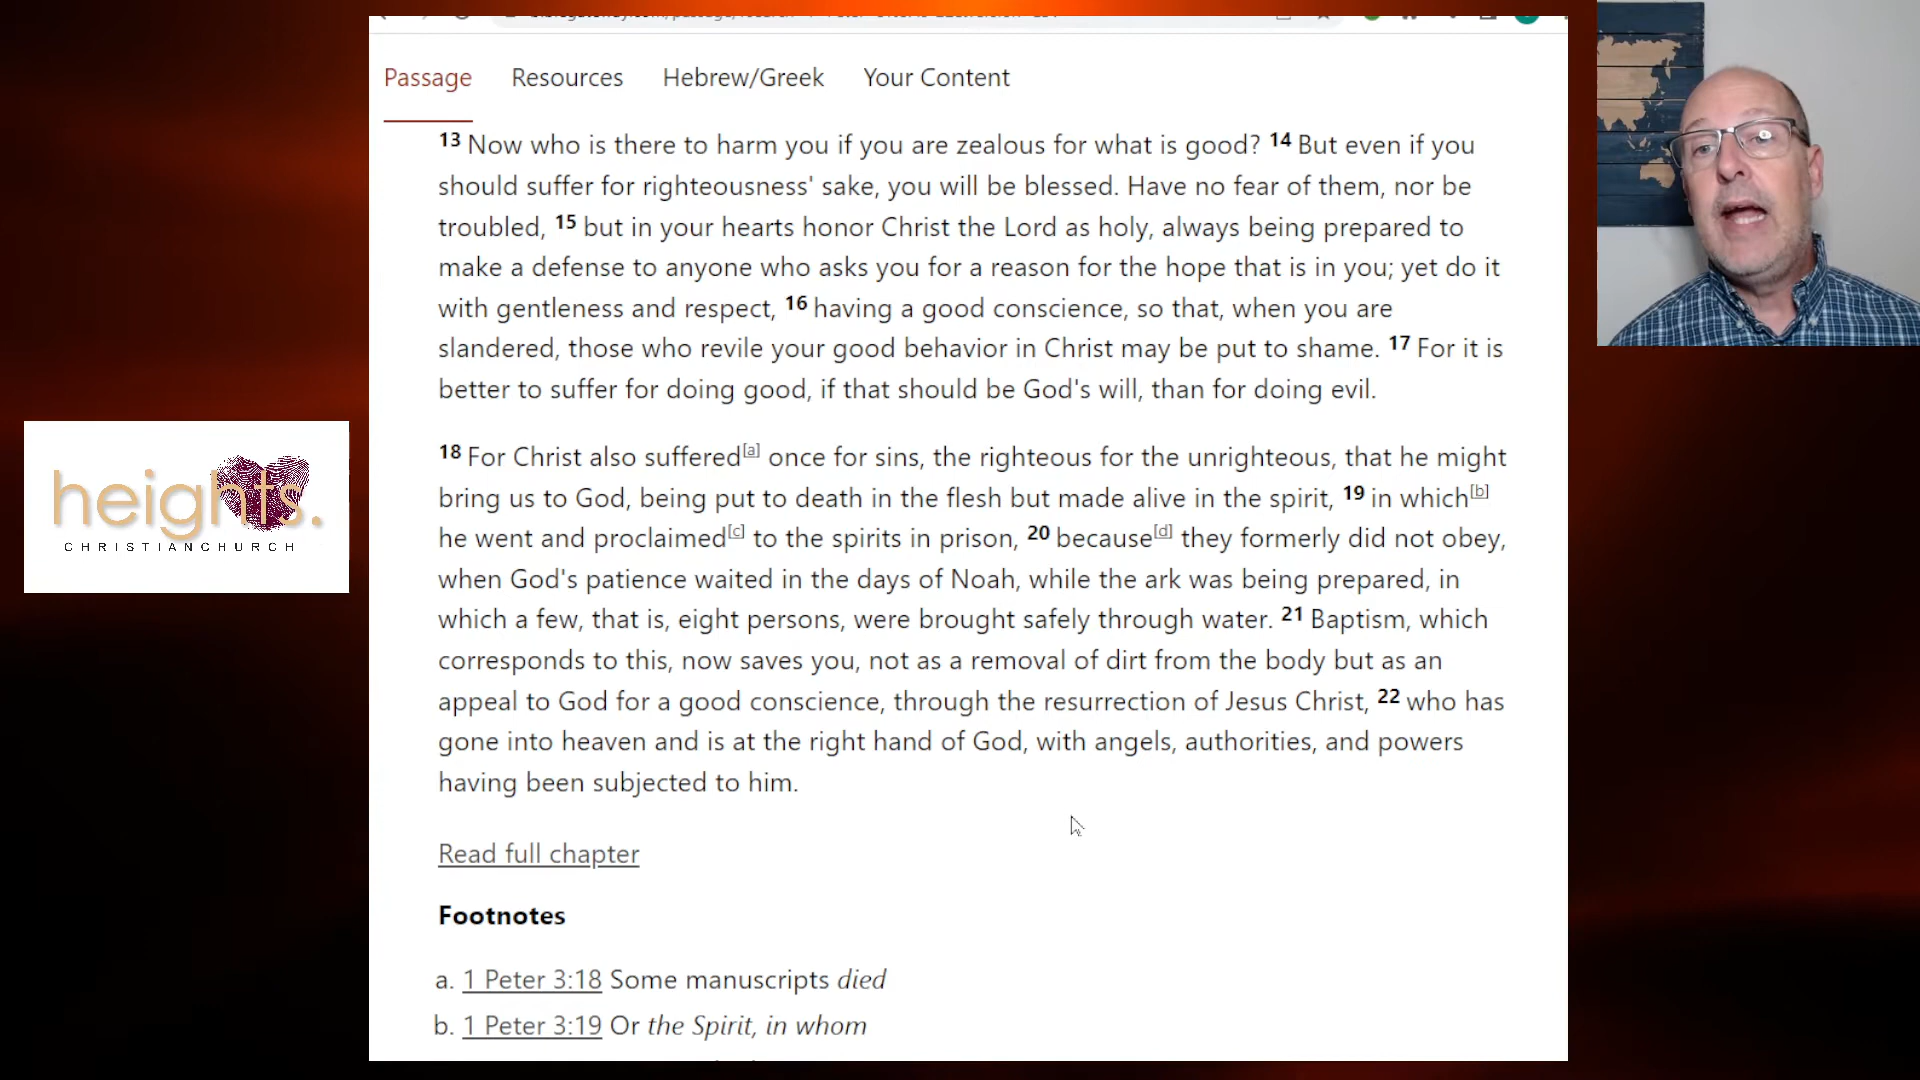 Passage Resources Hebrew/Greek Your Content
13 Now who is there to harm you if you are zealous for what is good? 14 But even if you
should suffer for righteousness' sake, you will be blessed. Have no fear of them, nor be
troubled, 15 but in your hearts honor Christ the Lord as holy, always being prepared to
make a defense to anyone who asks you for a reason for the hope that is in you; yet do it
with gentleness and respect, 16 having a good conscience, so that, when you are
slandered, those who revile your good behavior in Christ may be put to shame. 17 For it is
better to suffer for doing good, if that should be God's will, than for doing evil.
18 For Christ also suffered[a] once for sins, the righteous for the unrighteous, that he might
bring us to God, being put to death in the flesh but made alive in the spirit, 19 in which[b]
he went and proclaimed[c] to the spirits in prison, 20 because[d] they formerly did not obey,
when God's patience waited in the days of Noah, while the ark was being prepared, in
which a few, that is, eight persons, were brought safely through water. 21 Baptism, which
corresponds to this, now saves you, not as a removal of dirt from the body but as an
appeal to God for a good conscience, through the resurrection of Jesus Christ, 22 who has
gone into heaven and is at the right hand of God, with angels, authorities, and powers
having been subjected to him.
Read full chapter
Footnotes
a. 1 Peter 3:18 Some manuscripts died
b. 1 Peter 3:19 Or the Spirit, in whom
heights.
CHRISTIANCHURCH